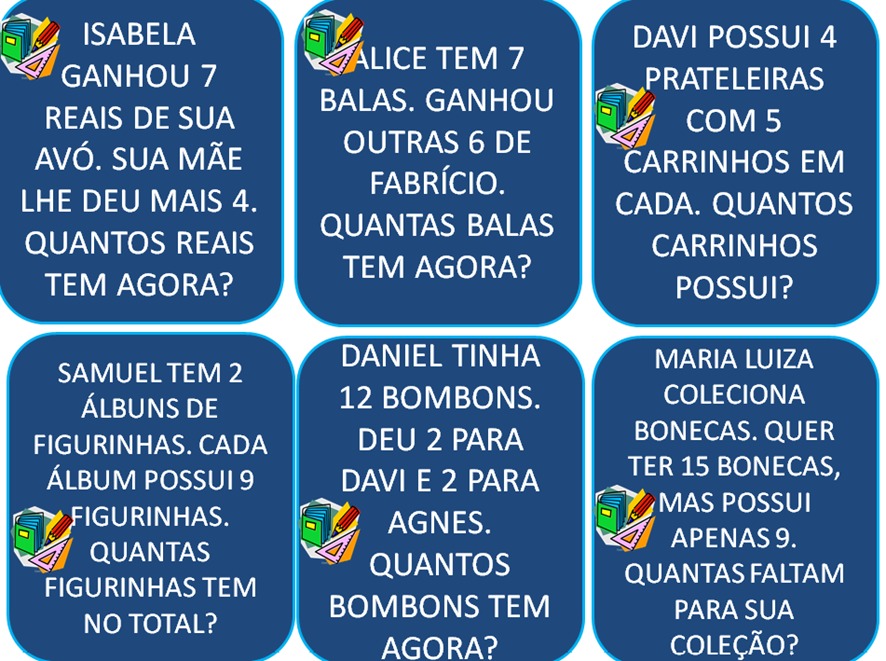 ISABELA
GANHOU 7
REAIS DE SUA
AVÓ. SUA MÃE
LHE DEU MAIS 4.
QUANTOS REAIS
TEM AGORA?
ALICE TEM 7
BALAS. GANHOU
OUTRAS 6 DE
FABRÍCIO.
QUANTAS BALAS
TEM AGORA?
DAVI POSSUI 4
PRATELEIRAS
COM 5
CARRINHOS EM
CADA. QUANTOS
CARRINHOS
POSSUI?
SAMUEL TEM 2
ÁLBUNS DE
FIGURINHAS. CADA
ÁLBUM POSSUI 9
FIGURINHAS.
QUANTAS
FIGURINHAS TEM
NO TOTAL?
DANIEL TINHA
12 BOMBONS.
DEU 2 PARA
DAVI E 2 PARA
AGNES.
QUANTOS
BOMBONS TEM
AGORA?
MARIA LUIZA
COLECIONA
BONECAS. QUER
TER 15 BONECAS,
MAS POSSUI
APENAS 9.
QUANTAS FALTAM
PARA SUA
COLEÇÃO?